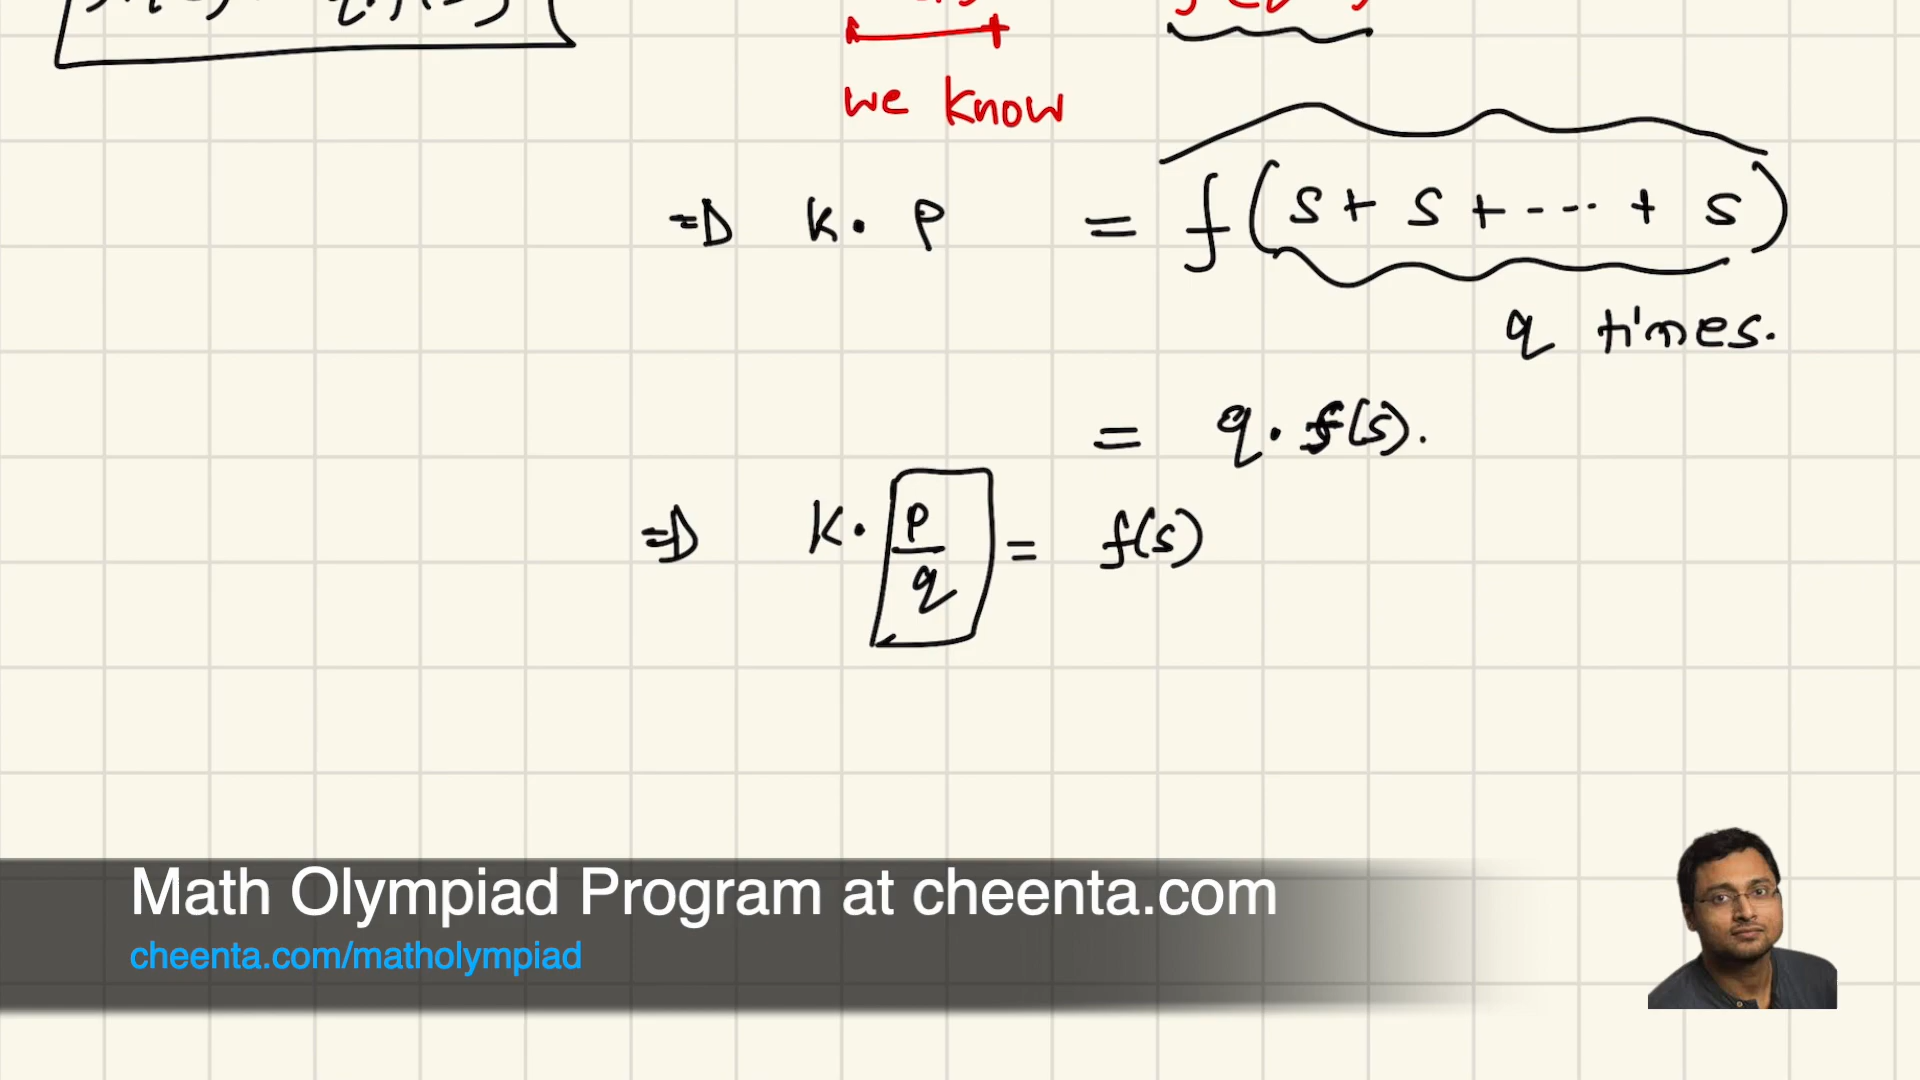 we know
=> K · p = f(s + s + --- + s)
q times.
= q · f(s).
=> K · p/q = f(s)
Math Olympiad Program at cheenta.com
cheenta.com/matholympiad